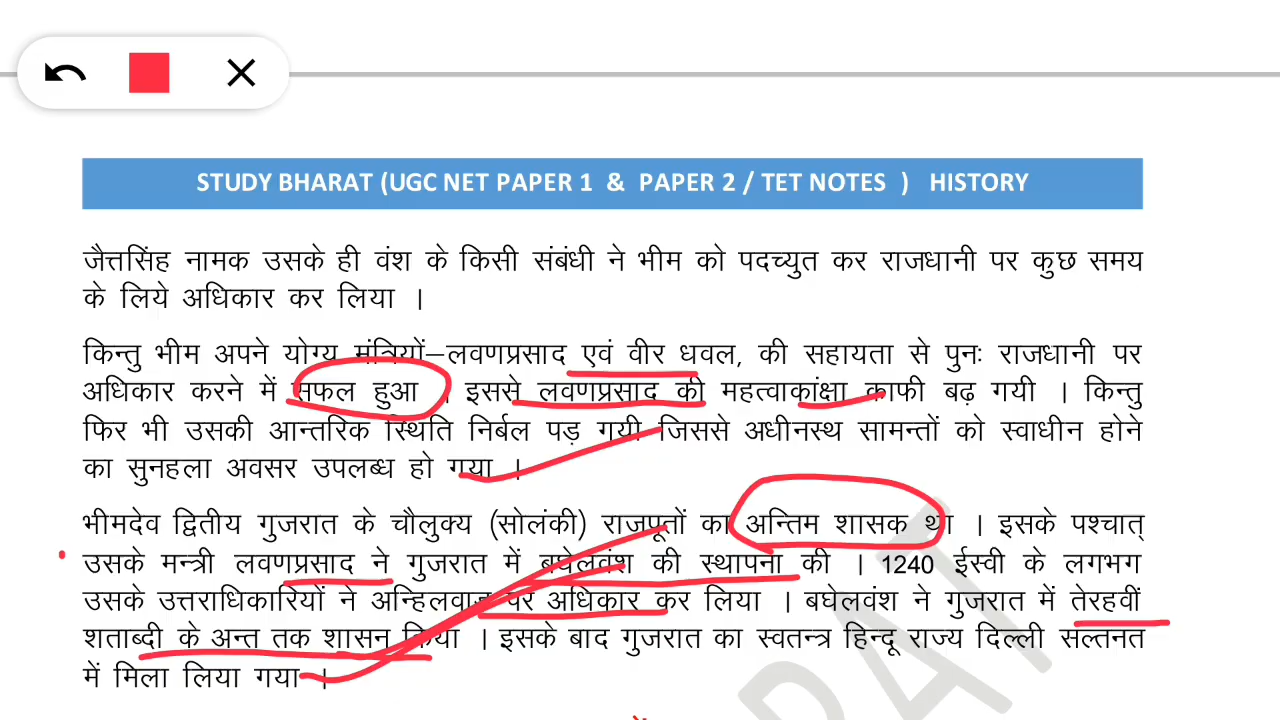 STUDY BHARAT (UGC NET PAPER 1 & PAPER 2 / TET NOTES ) HISTORY
जैत्तसिंह नामक उसके ही वंश के किसी संबंधी ने भीम को पदच्युत कर राजधानी पर कुछ समय
के लिये अधिकार कर लिया ।
किन्तु भीम अपने योग्य मंत्रियों–लवणप्रसाद एवं वीर धवल, की सहायता से पुनः राजधानी पर
अधिकार करने में सफल हुआ । इससे लवणप्रसाद की महत्वाकांक्षा काफी बढ़ गयी । किन्तु
फिर भी उसकी आन्तरिक स्थिति निर्बल पड़ गयी जिससे अधीनस्थ सामन्तों को स्वाधीन होने
का सुनहला अवसर उपलब्ध हो गया ।
भीमदेव द्वितीय गुजरात के चौलुक्य (सोलंकी) राजपूतों का अन्तिम शासक था । इसके पश्चात्
उसके मन्त्री लवणप्रसाद ने गुजरात में बघेलवंश की स्थापना की । 1240 ईस्वी के लगभग
उसके उत्तराधिकारियों ने अन्हिलवाड़ पर अधिकार कर लिया । बघेलवंश ने गुजरात में तेरहवीं
शताब्दी के अन्त तक शासन किया । इसके बाद गुजरात का स्वतन्त्र हिन्दू राज्य दिल्ली सल्तनत
में मिला लिया गया ।